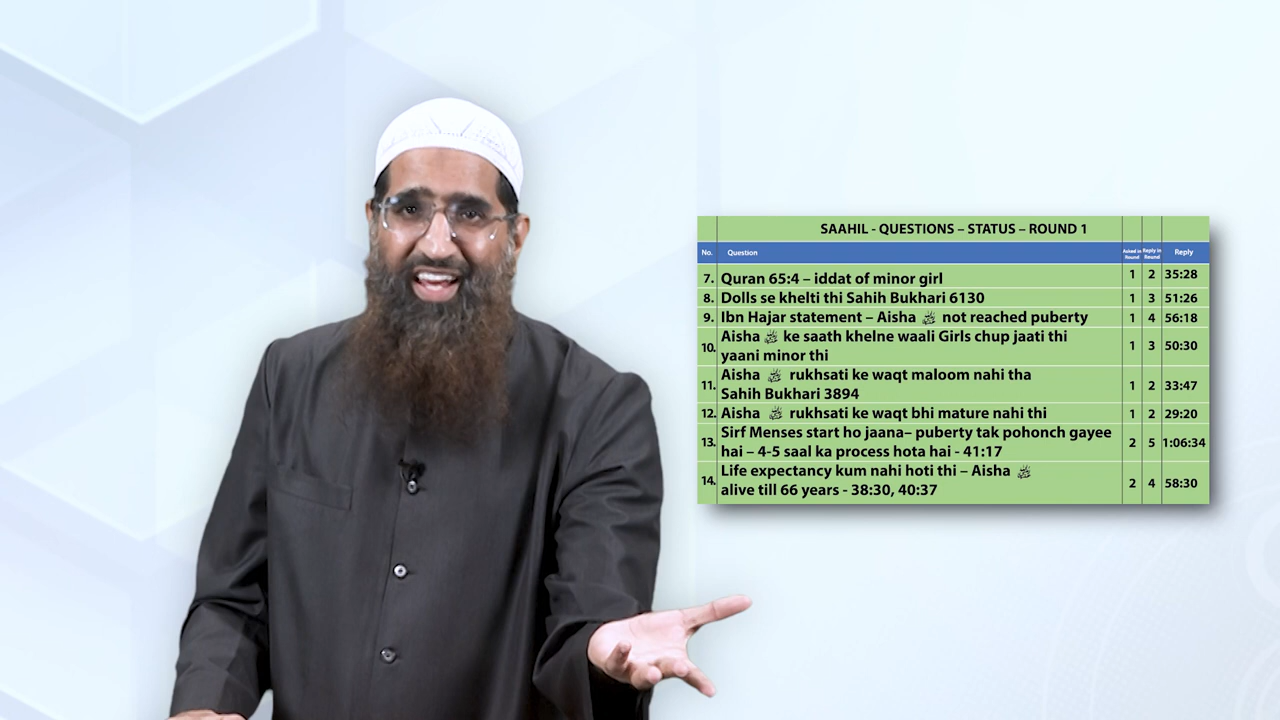 SAAHIL - QUESTIONS – STATUS – ROUND 1
No. Question Asked in Round Reply in Round Reply
7. Quran 65:4 – iddat of minor girl 1 2 35:28
8. Dolls se khelti thi Sahih Bukhari 6130 1 3 51:26
9. Ibn Hajar statement – Aisha not reached puberty 1 4 56:18
10. Aisha ke saath khelne waali Girls chup jaati thi
yaani minor thi 1 3 50:30
11. Aisha rukhsati ke waqt maloom nahi tha
Sahih Bukhari 3894 1 2 33:47
12. Aisha rukhsati ke waqt bhi mature nahi thi 1 2 29:20
13. Sirf Menses start ho jaana– puberty tak pohonch gayee
hai – 4-5 saal ka process hota hai - 41:17 2 5 1:06:34
14. Life expectancy kum nahi hoti thi – Aisha
alive till 66 years - 38:30, 40:37 2 4 58:30